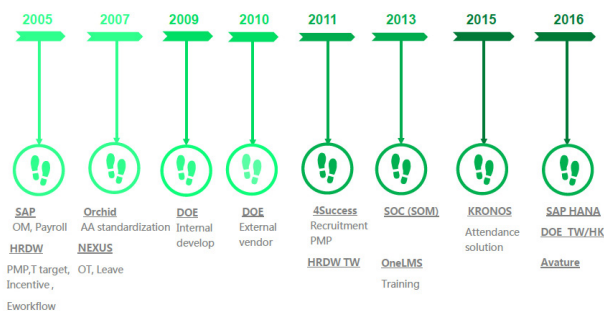 2005
2007
2009
2010
2011
2013
2015
2016
SAP
OM, Payroll
HRDW
PMP,T target,
Incentive,
Eworkflow
Orchid
AA standardization
NEXUS
OT, Leave
DOE
Internal
develop
DOE
External
vendor
4Success
Recruitment
PMP
HRDW TW
SOC (SOM)
OneLMS
Training
KRONOS
Attendance
solution
SAP HANA
DOE TW/HK
Avature